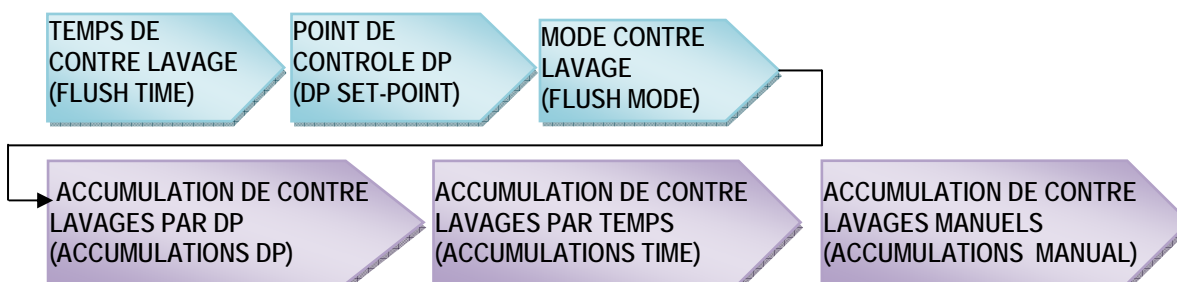 TEMPS DE
CONTRE LAVAGE
(FLUSH TIME)
POINT DE
CONTROLE DP
(DP SET-POINT)
MODE CONTRE
LAVAGE
(FLUSH MODE)
ACCUMULATION DE CONTRE
LAVAGES PAR DP
(ACCUMULATIONS DP)
ACCUMULATION DE CONTRE
LAVAGES PAR TEMPS
(ACCUMULATIONS TIME)
ACCUMULATION DE CONTRE
LAVAGES MANUELS
(ACCUMULATIONS MANUAL)